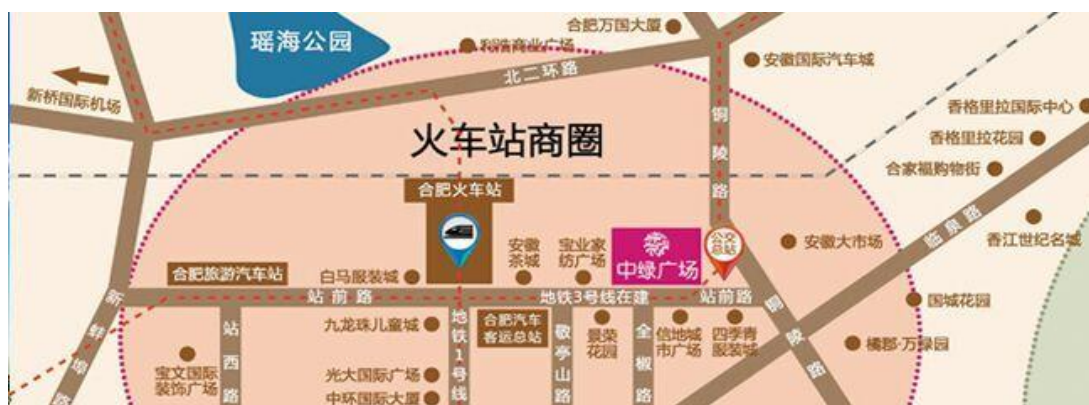 合肥万国大厦
瑶海公园
利浩商业广场
安徽国际汽车城
北二环路
新桥国际机场
铜陵路
香格里拉国际中心
香格里拉花园
火车站商圈
合家福购物街
合肥火车站
临泉路
公交
总站
安徽
茶城
宝业家
纺广场
中绿广场
安徽大市场
香江世纪名城
合肥旅游汽车站
白马服装城
新蚌埠路
站前路
地铁3号线在建
站前路
国城花园
铜陵路
站西路
九龙珠儿童城
地铁1号线
合肥汽车
客运总站
敬亭山路
景荣
花园
全椒路
信地城
市广场
四季青
服装城
橘郡·万绿园
宝文国际
装饰广场
光大国际广场
中环国际大厦